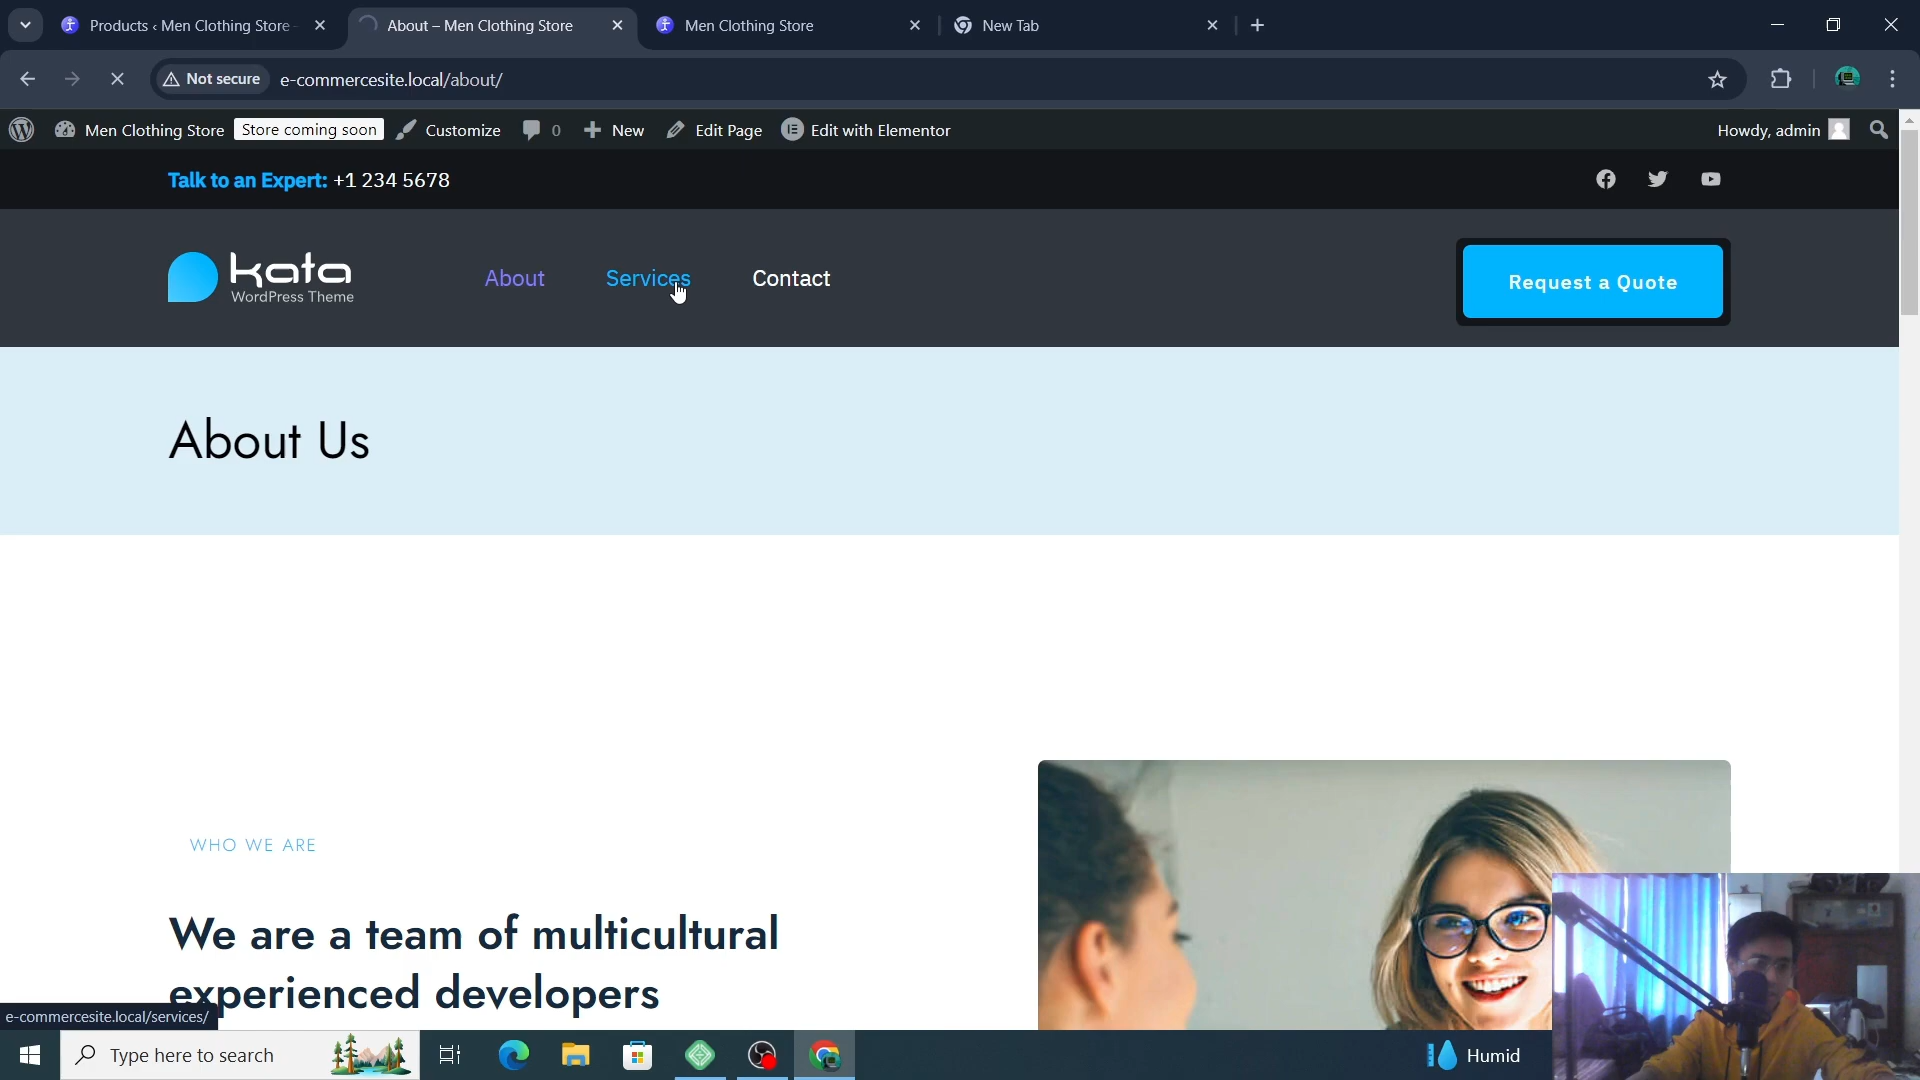 Products ‹ Men Clothing Store -
About – Men Clothing Store
Men Clothing Store
New Tab
Not secure
e-commercesite.local/about/
Men Clothing Store
Store coming soon
Customize
0
New
Edit Page
Edit with Elementor
Howdy, admin
Talk to an Expert: +1 234 5678
kata
WordPress Theme
About
Services
Contact
Request a Quote
About Us
WHO WE ARE
We are a team of multicultural
experienced developers
e-commercesite.local/services/
Type here to search
Humid